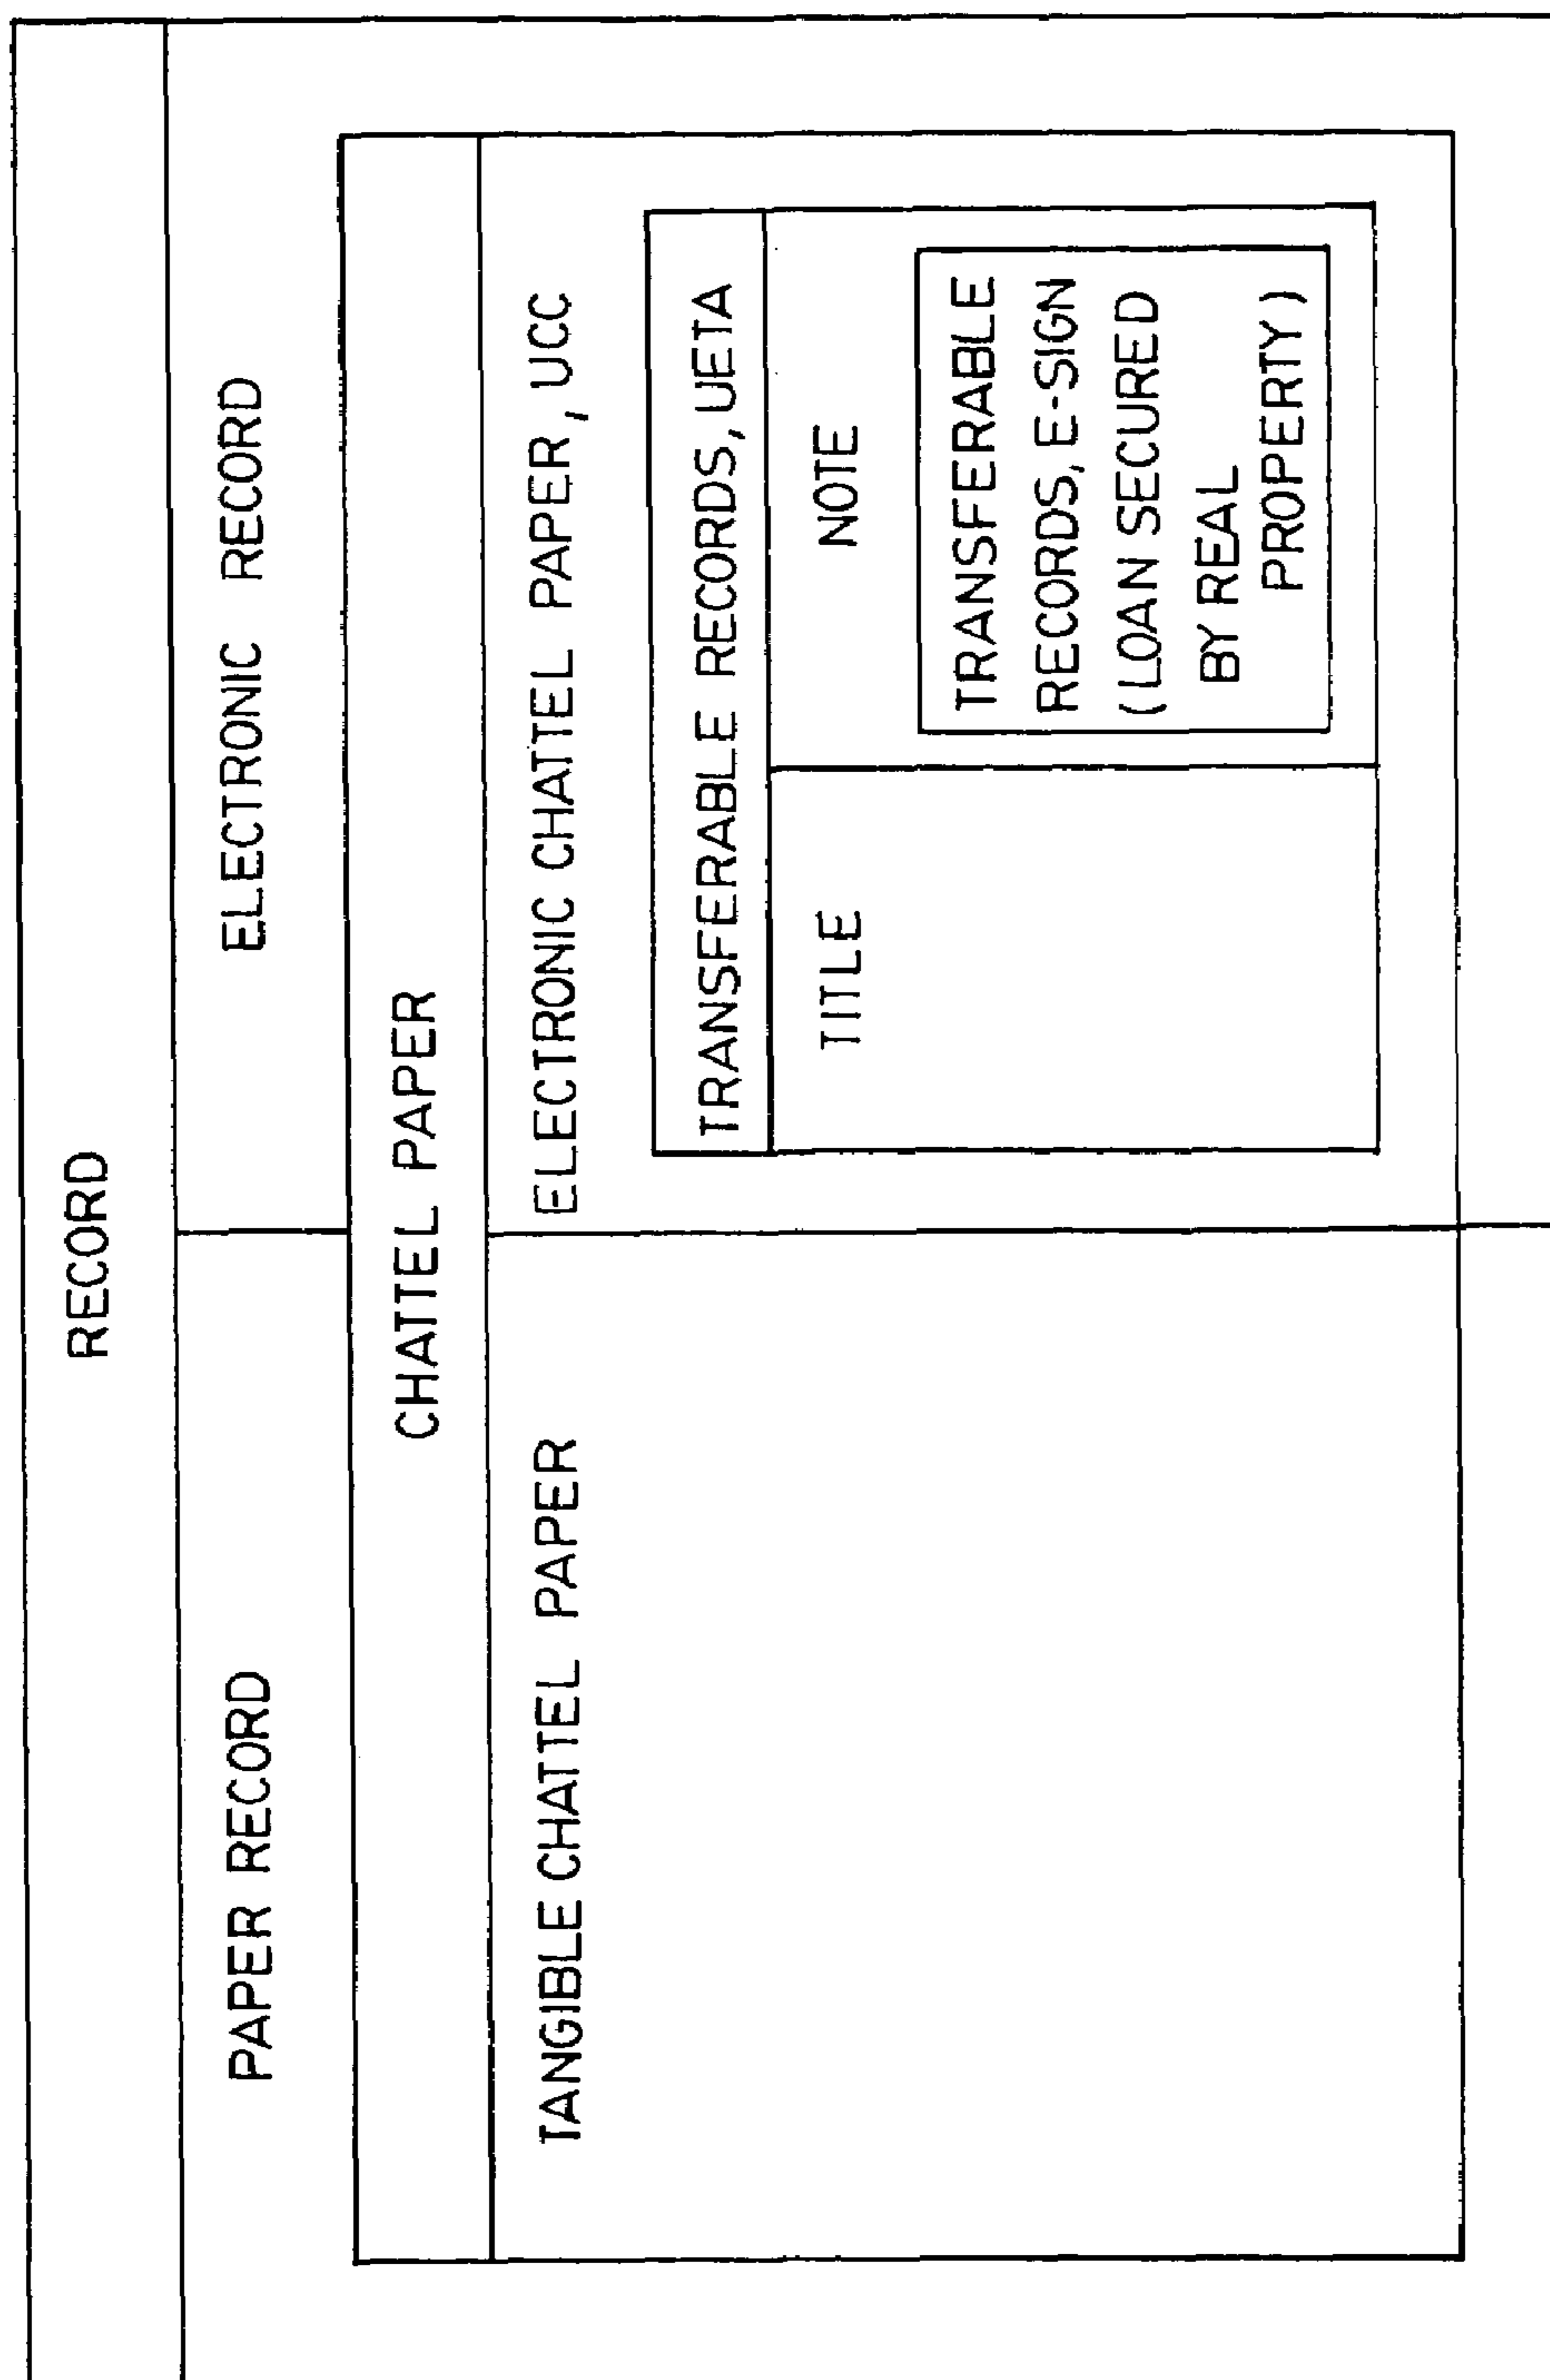 RECORD
PAPER RECORD
ELECTRONIC RECORD
CHATTEL PAPER
TANGIBLE CHATTEL PAPER
ELECTRONIC CHATTEL PAPER, UCC
TRANSFERABLE RECORDS, UETA
TITLE
NOTE
TRANSFERABLE
RECORDS, E-SIGN
(LOAN SECURED
BY REAL
PROPERTY)